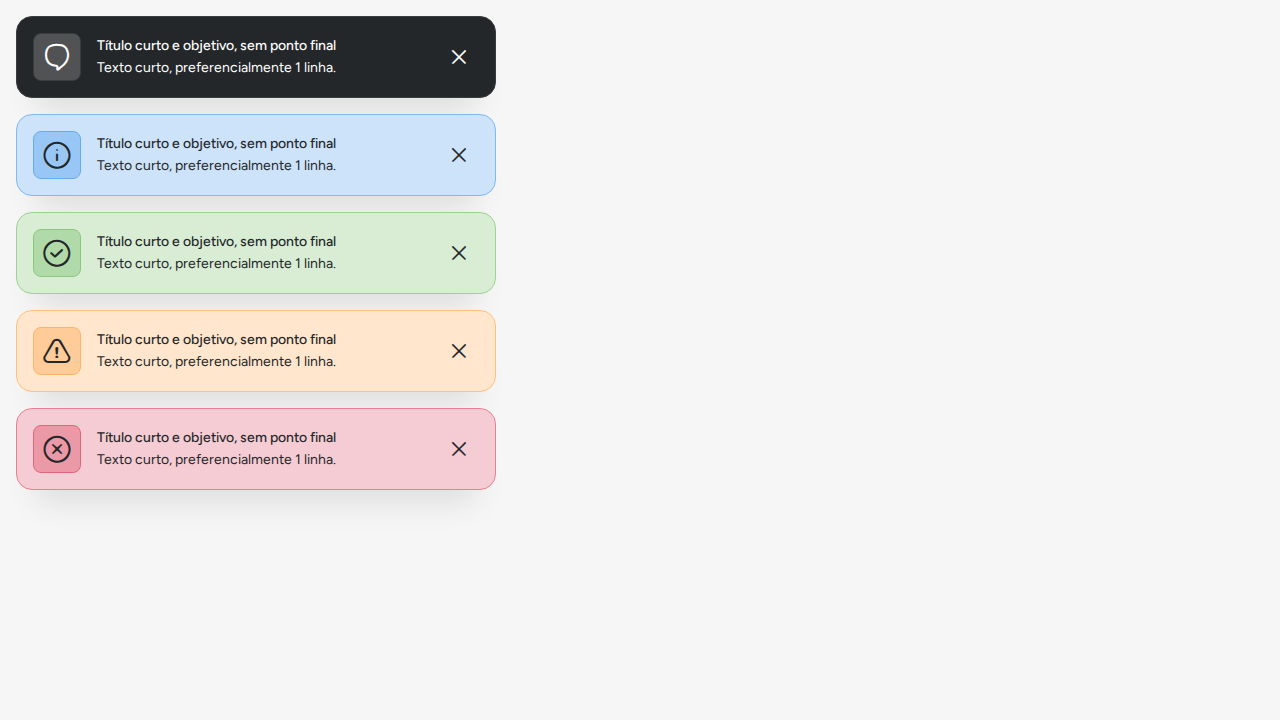 Título curto e objetivo, sem ponto final
Texto curto, preferencialmente 1 linha.
Título curto e objetivo, sem ponto final
Texto curto, preferencialmente 1 linha.
Título curto e objetivo, sem ponto final
Texto curto, preferencialmente 1 linha.
Título curto e objetivo, sem ponto final
Texto curto, preferencialmente 1 linha.
Título curto e objetivo, sem ponto final
Texto curto, preferencialmente 1 linha.